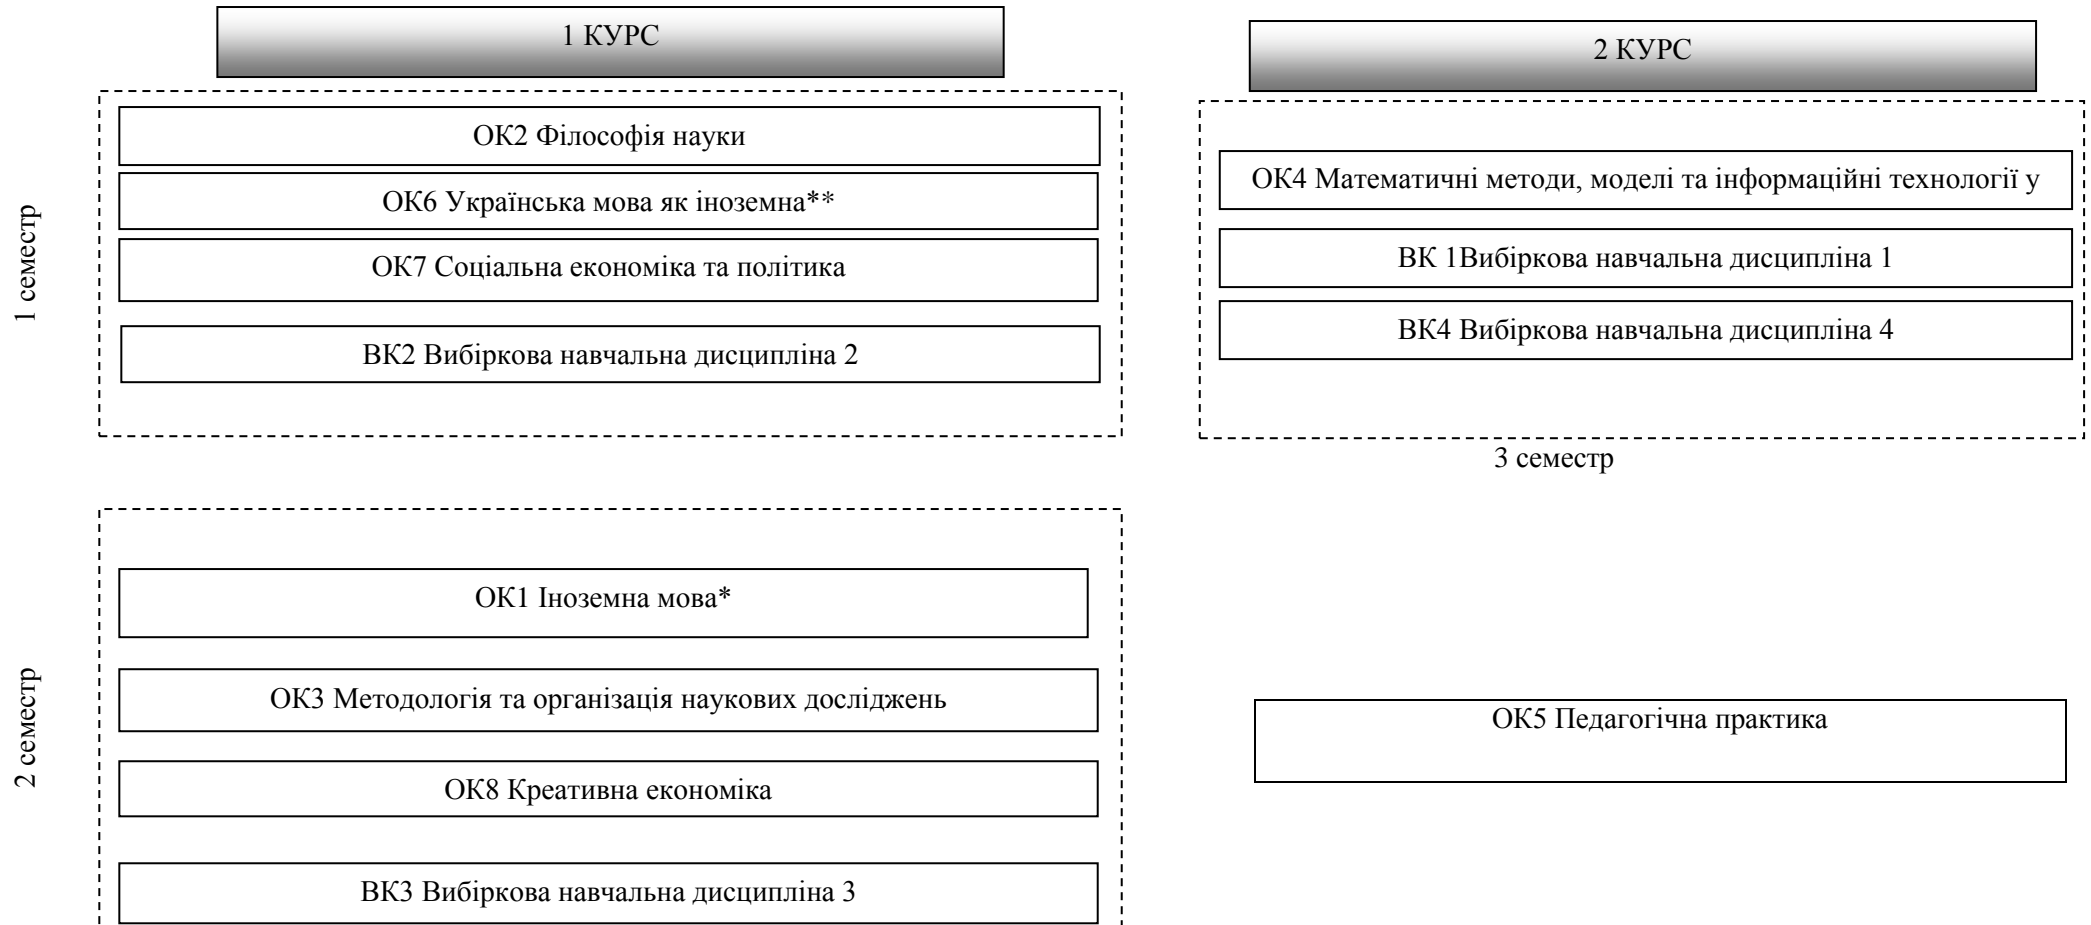 1 КУРС
2 КУРС
1 семестр
ОК2 Філософія науки
ОК6 Українська мова як іноземна**
ОК7 Соціальна економіка та політика
ВК2 Вибіркова навчальна дисципліна 2
ОК4 Математичні методи, моделі та інформаційні технології у
ВК 1Вибіркова навчальна дисципліна 1
ВК4 Вибіркова навчальна дисципліна 4
3 семестр
2 семестр
ОК1 Іноземна мова*
ОК3 Методологія та організація наукових досліджень
ОК8 Креативна економіка
ВК3 Вибіркова навчальна дисципліна 3
ОК5 Педагогічна практика